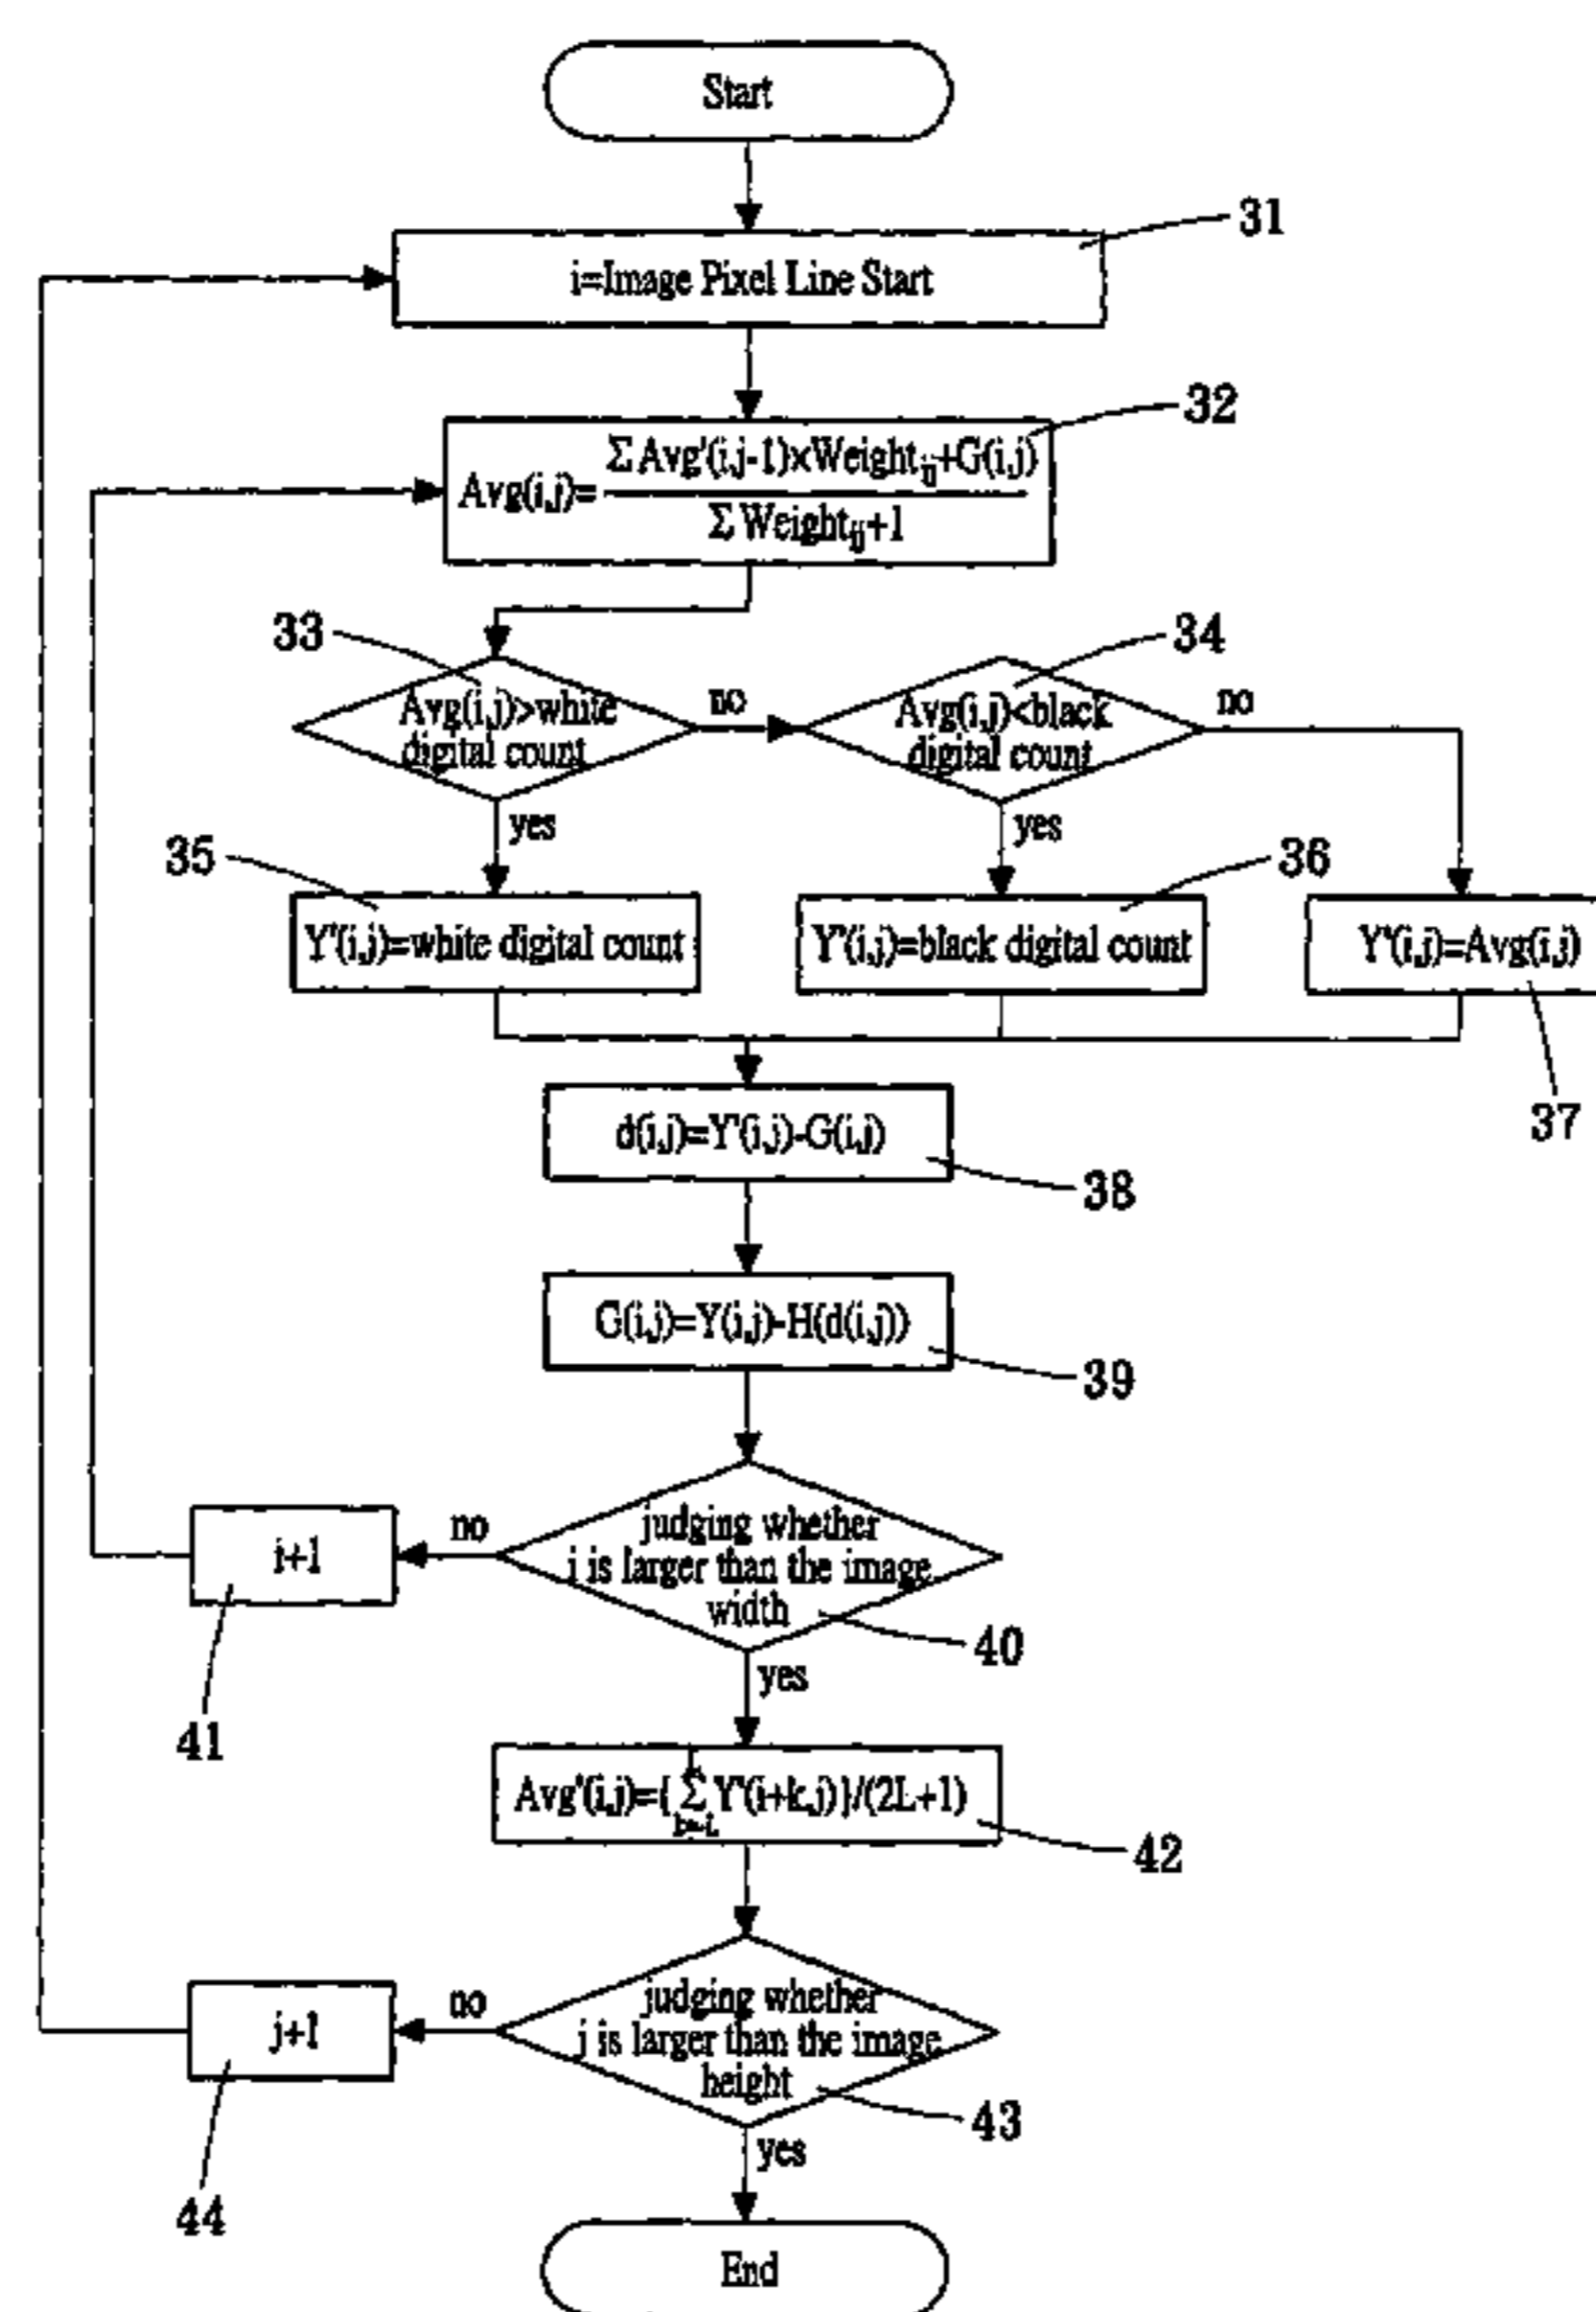 Start
31
i=Image Pixel Line Start
32
Avg(i,j)=
ΣAvg'(i,j-1)×Weightij+G(i,j)
ΣWeightij+1
33
34
Avg(i,j)>white
digital count
no
Avg(i,j)<black
digital count
no
yes
yes
35
36
Y'(i,j)=white digital count
Y'(i,j)=black digital count
Y'(i,j)=Avg(i,j)
37
d(i,j)=Y'(i,j)-G(i,j)
38
G(i,j)=Y(i,j)-H(d(i,j))
39
judging whether
i is larger than the image
width
no
i+1
40
41
yes
Avg'(i,j)={ΣY'(i+k,j)}/(2L+1)
42
judging whether
j is larger than the image
height
no
j+1
43
44
yes
End